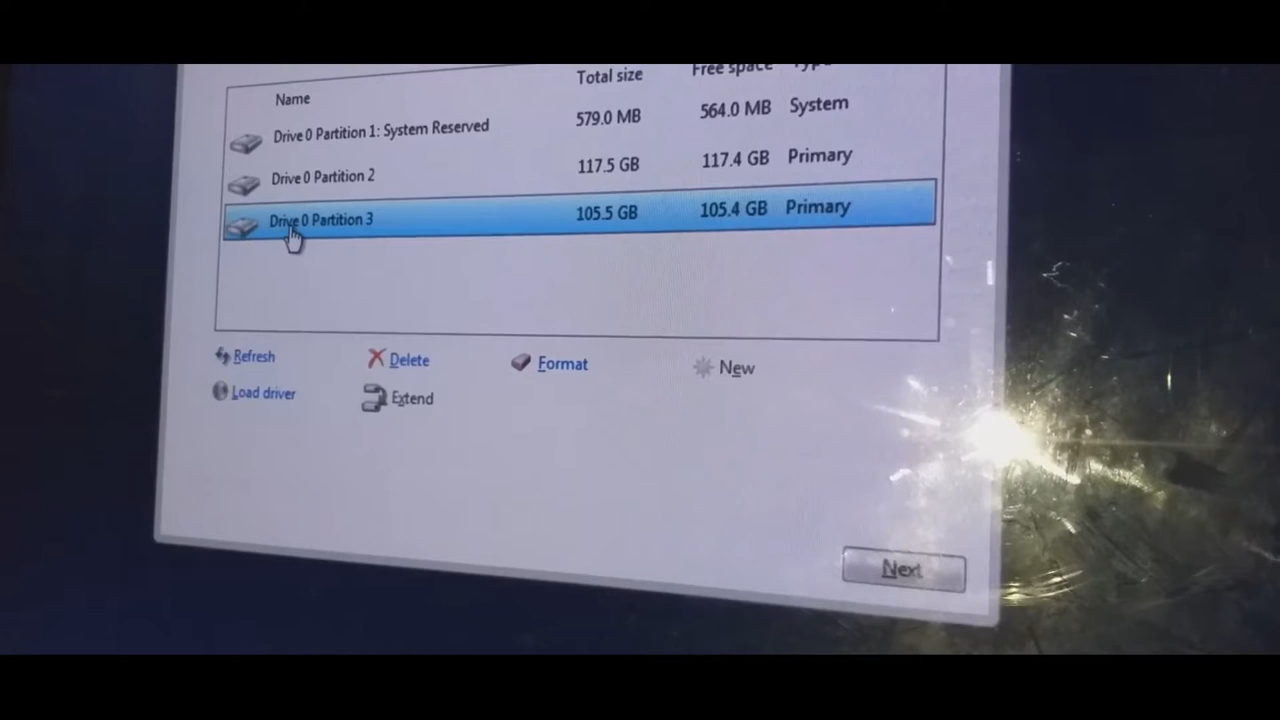 Name Total size Free space Type
Drive 0 Partition 1: System Reserved 579.0 MB 564.0 MB System
Drive 0 Partition 2 117.5 GB 117.4 GB Primary
Drive 0 Partition 3 105.5 GB 105.4 GB Primary
Refresh Delete Format New
Load driver Extend
Next